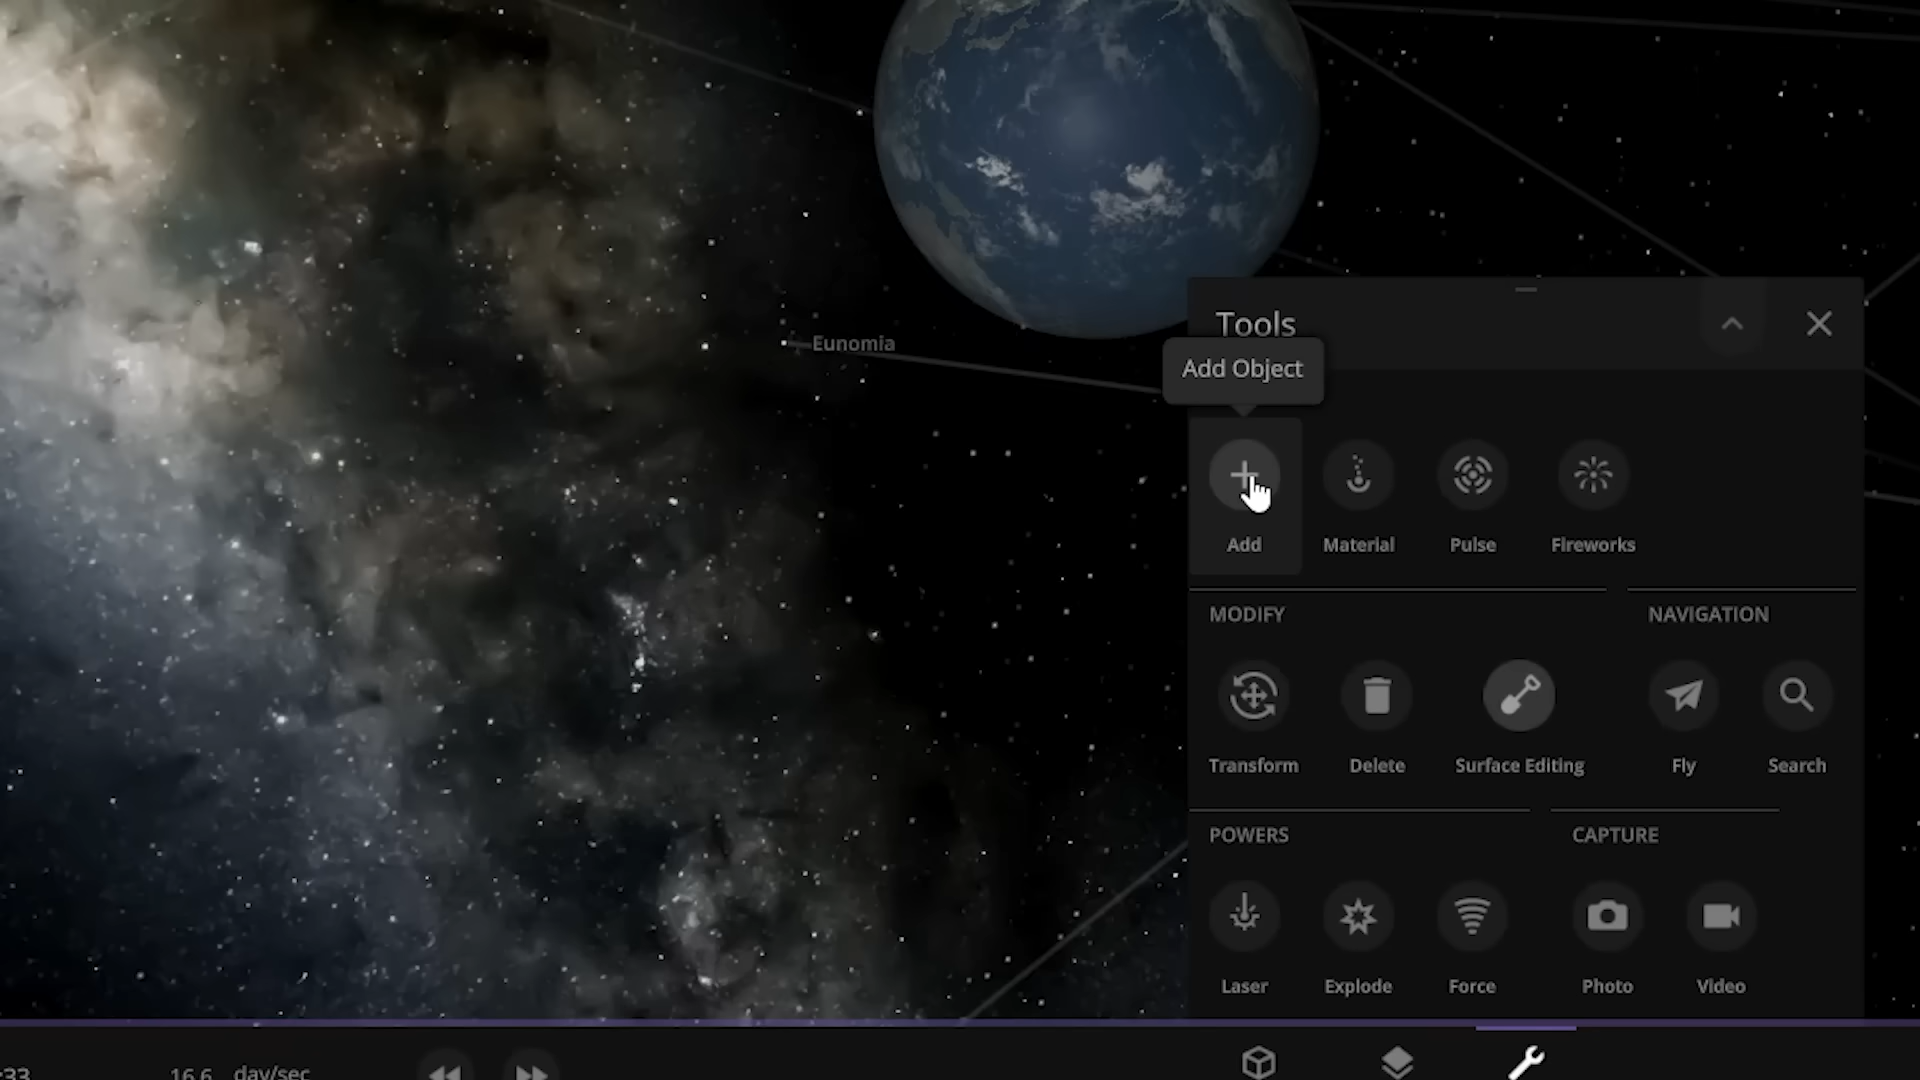 Eunomia
Tools
Add Object
Add Material Pulse Fireworks
MODIFY NAVIGATION
Transform Delete Surface Editing Fly Search
POWERS CAPTURE
Laser Explode Force Photo Video
:33 16.6 day/sec